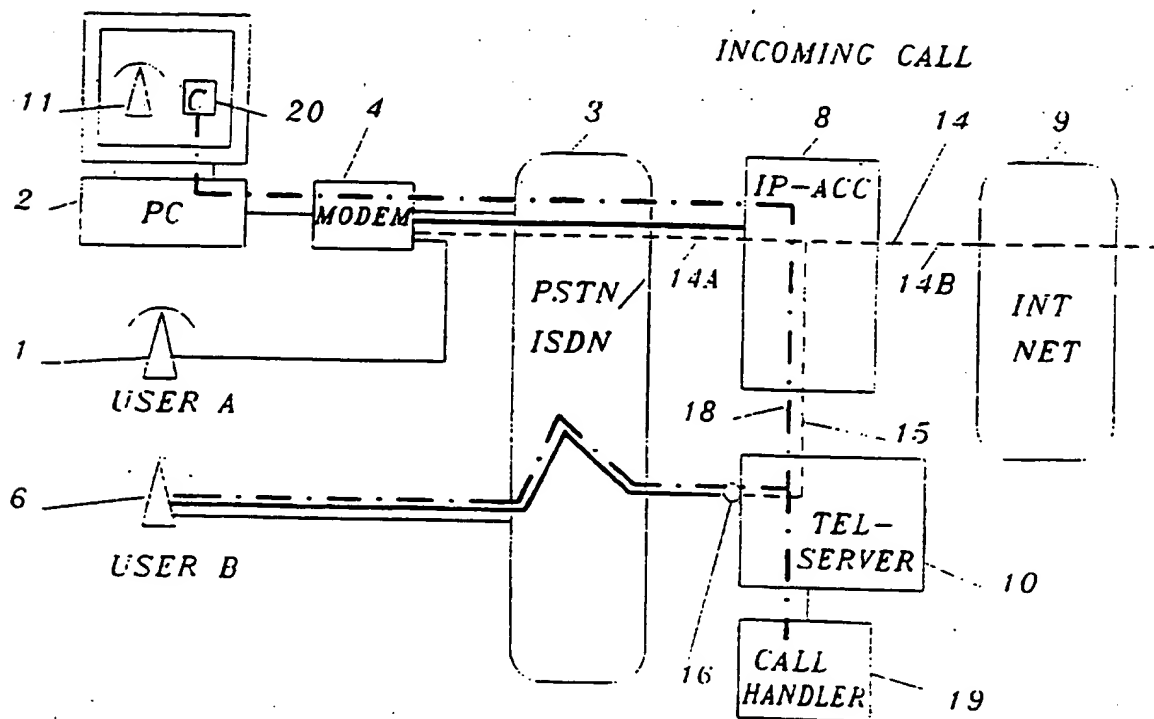 INCOMING CALL
11
C
20
4
3
8
14
9
2
PC
MODEM
IP-ACC
14A
14B
PSTN
ISDN
INT
NET
1
USER A
18
15
6
USER B
TEL-
SERVER
10
16
CALL
HANDLER
19